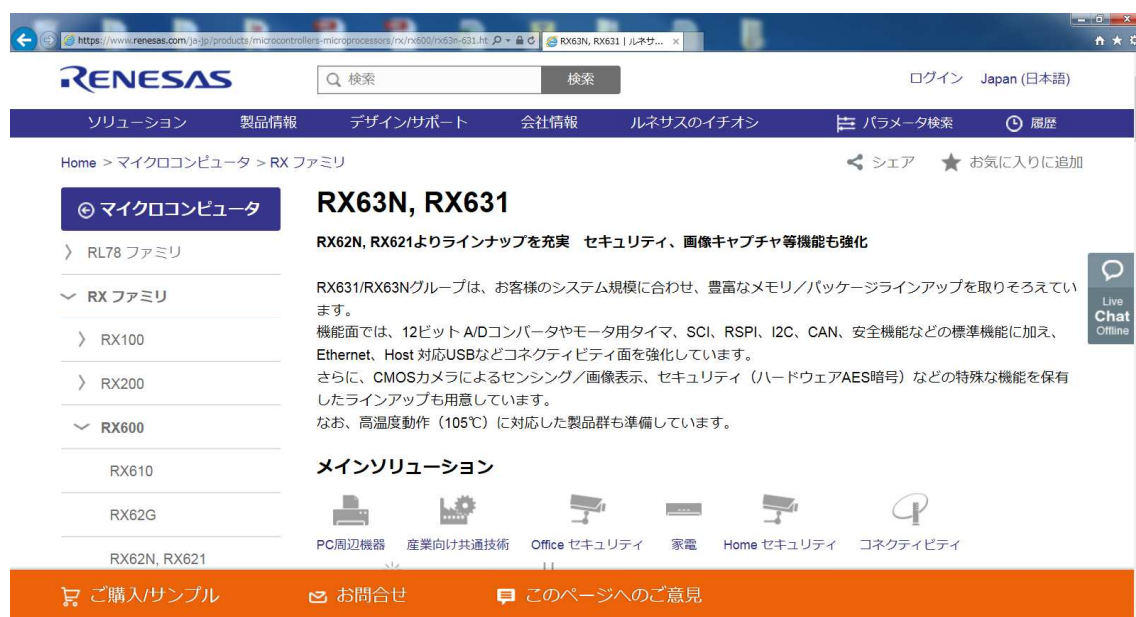 https://www.renesas.com/ja-jp/products/microcontrollers-microprocessors/rx/rx600/rx63n-631.ht
RX63N, RX631 | ルネサ...
RENESAS
検索
検索
ログイン
Japan (日本語)
ソリューション
製品情報
デザイン/サポート
会社情報
ルネサスのイチオシ
パラメータ検索
履歴
Home > マイクロコンピュータ > RX ファミリ
シェア
お気に入りに追加
マイクロコンピュータ
RL78 ファミリ
RX ファミリ
RX100
RX200
RX600
RX610
RX62G
RX62N, RX621
RX63N, RX631
RX62N, RX621よりラインナップを充実 セキュリティ、画像キャプチャ等機能も強化
RX631/RX63Nグループは、お客様のシステム規模に合わせ、豊富なメモリ／パッケージラインアップを取りそろえてい
ます。
機能面では、12ビット A/Dコンバータやモータ用タイマ、SCI、RSPI、I2C、CAN、安全機能などの標準機能に加え、
Ethernet、Host 対応USBなどコネクティビティ面を強化しています。
さらに、CMOSカメラによるセンシング／画像表示、セキュリティ（ハードウェアAES暗号）などの特殊な機能を保有
したラインアップも用意しています。
なお、高温度動作（105℃）に対応した製品群も準備しています。
メインソリューション
PC周辺機器
産業向け共通技術
Office セキュリティ
家電
Home セキュリティ
コネクティビティ
Live
Chat
Offline
ご購入/サンプル
お問合せ
このページへのご意見